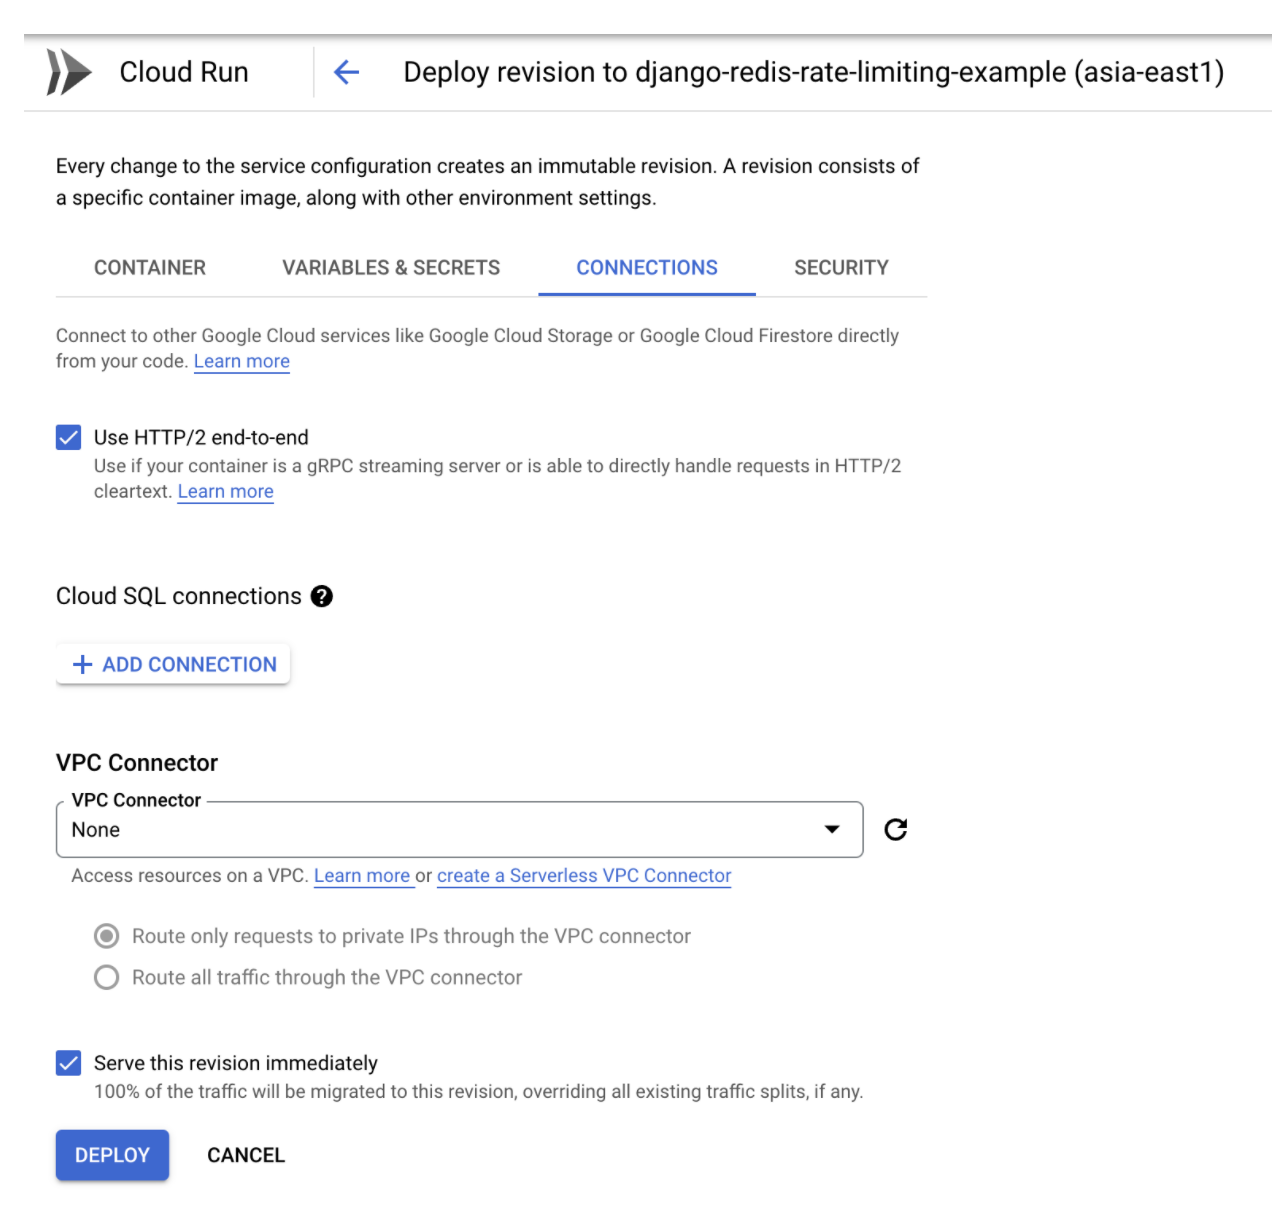 Cloud Run
Deploy revision to django-redis-rate-limiting-example (asia-east1)
Every change to the service configuration creates an immutable revision. A revision consists of
a specific container image, along with other environment settings.
CONTAINER
VARIABLES & SECRETS
CONNECTIONS
SECURITY
Connect to other Google Cloud services like Google Cloud Storage or Google Cloud Firestore directly
from your code. Learn more
Use HTTP/2 end-to-end
Use if your container is a gRPC streaming server or is able to directly handle requests in HTTP/2
cleartext. Learn more
Cloud SQL connections
ADD CONNECTION
VPC Connector
VPC Connector
None
Access resources on a VPC. Learn more or create a Serverless VPC Connector
Route only requests to private IPs through the VPC connector
Route all traffic through the VPC connector
Serve this revision immediately
100% of the traffic will be migrated to this revision, overriding all existing traffic splits, if any.
DEPLOY
CANCEL